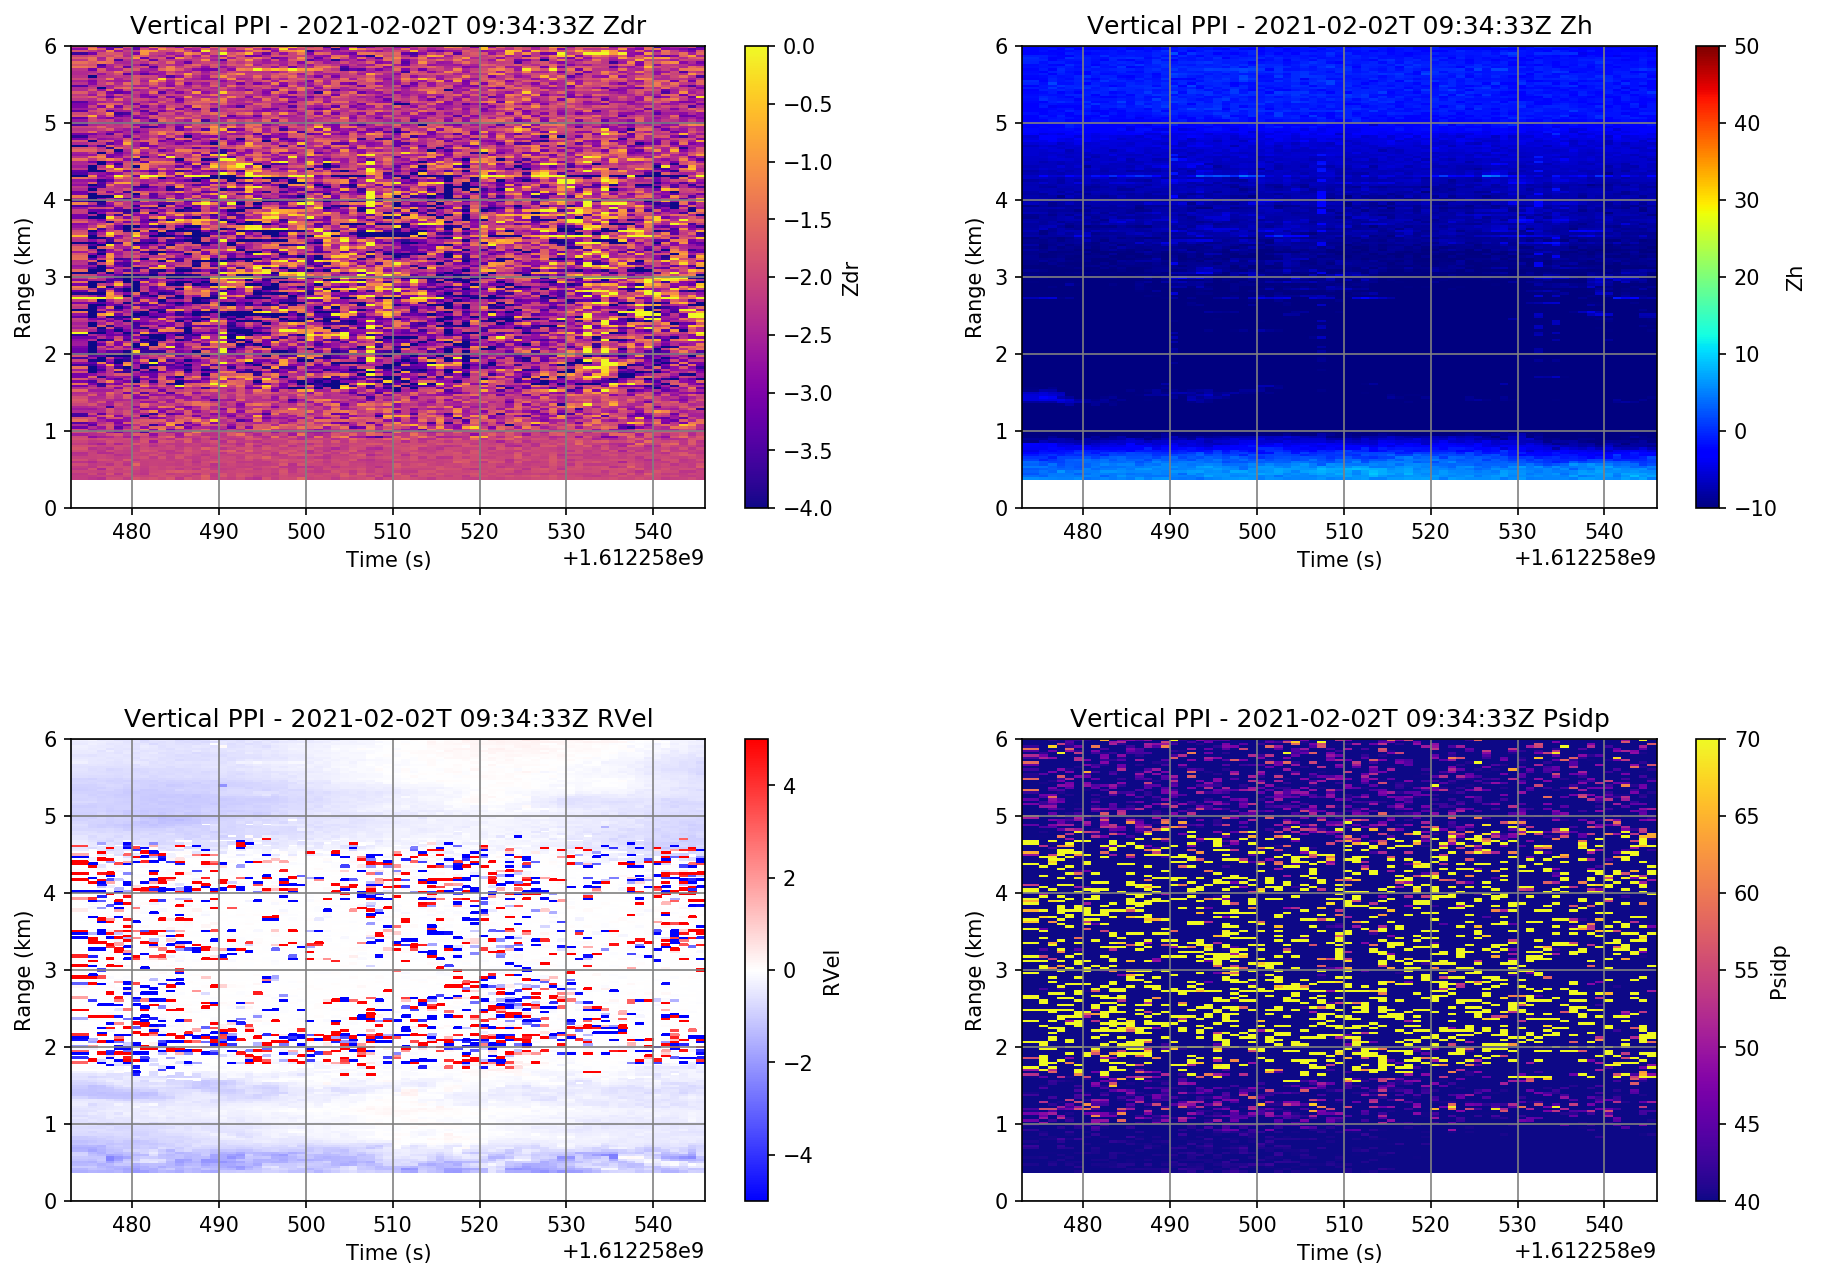 Vertical PPI - 2021-02-02T 09:34:33Z Zdr
6
5
4
3
2
1
0
Range (km)
480 490 500 510 520 530 540
Time (s)
+1.612258e9
0.0
−0.5
−1.0
−1.5
−2.0
−2.5
−3.0
−3.5
−4.0
Zdr
Vertical PPI - 2021-02-02T 09:34:33Z Zh
6
5
4
3
2
1
0
Range (km)
480 490 500 510 520 530 540
Time (s)
+1.612258e9
50
40
30
20
10
0
−10
Zh
Vertical PPI - 2021-02-02T 09:34:33Z RVel
6
5
4
3
2
1
0
Range (km)
480 490 500 510 520 530 540
Time (s)
+1.612258e9
4
2
0
−2
−4
RVel
Vertical PPI - 2021-02-02T 09:34:33Z Psidp
6
5
4
3
2
1
0
Range (km)
480 490 500 510 520 530 540
Time (s)
+1.612258e9
70
65
60
55
50
45
40
Psidp